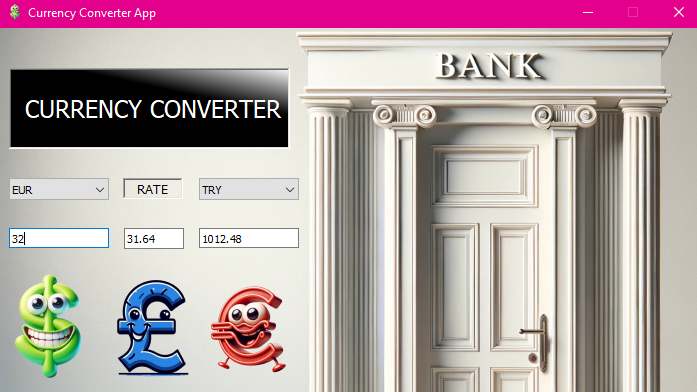 Currency Converter App
BANK
CURRENCY CONVERTER
EUR
RATE
TRY
32
31.64
1012.48